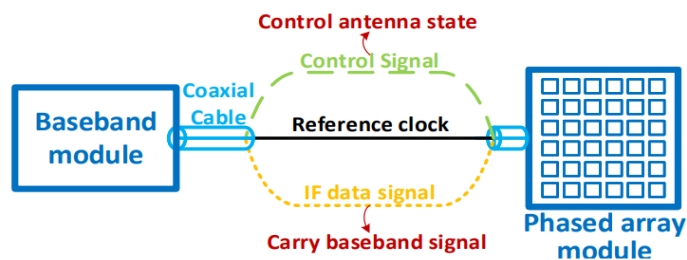 Control antenna state
Control Signal
Coaxial
Cable
Baseband
module
Reference clock
IF data signal
Carry baseband signal
Phased array
module